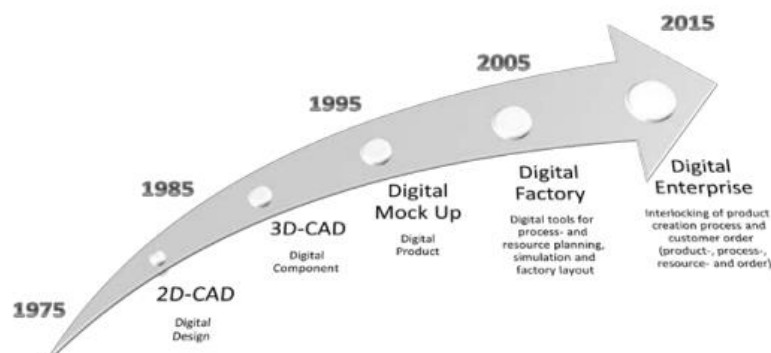 1975
1985
1995
2005
2015
2D-CAD
Digital
Design
3D-CAD
Digital
Component
Digital
Mock Up
Digital
Product
Digital
Factory
Digital tools for
process- and
resource planning,
simulation and
factory layout
Digital
Enterprise
Interlocking of product
creation process and
customer order
(product-, process-,
resource- and order)